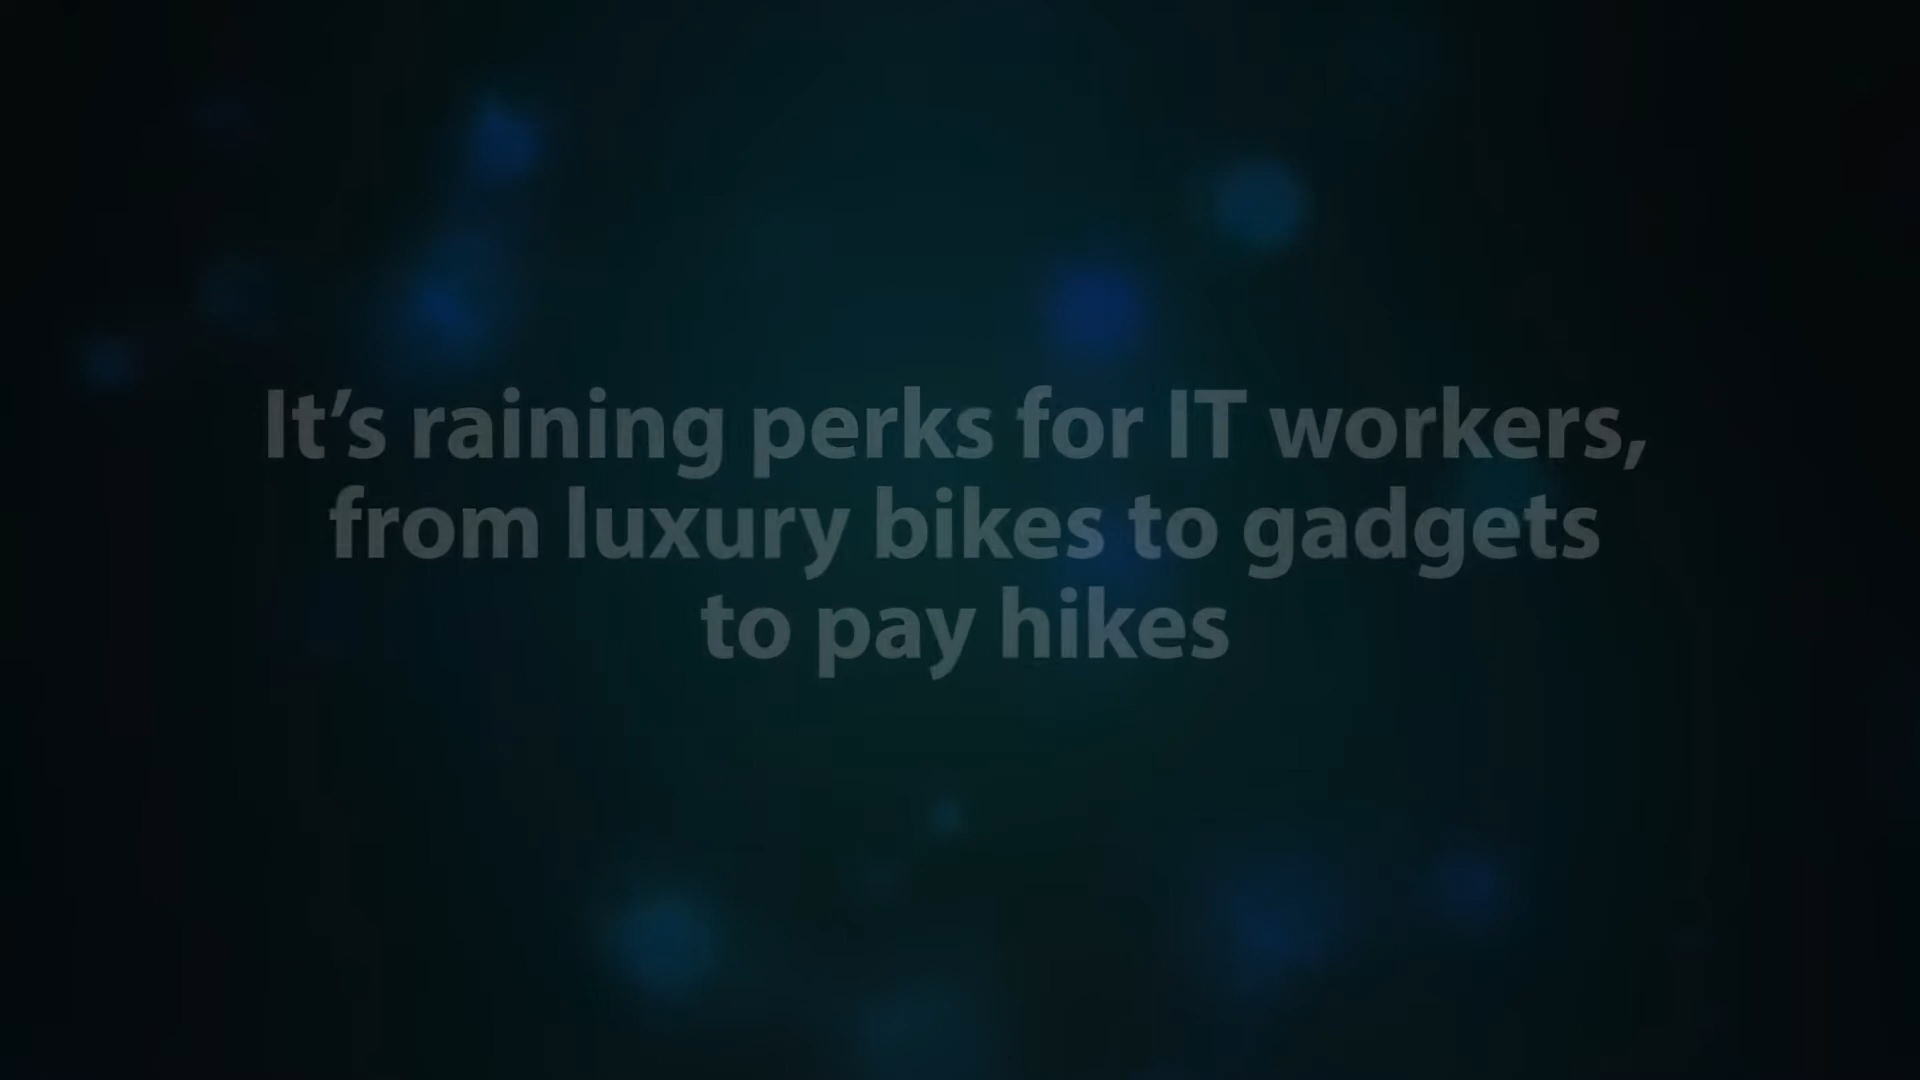 It’s raining perks for IT workers,
from luxury bikes to gadgets
to pay hikes